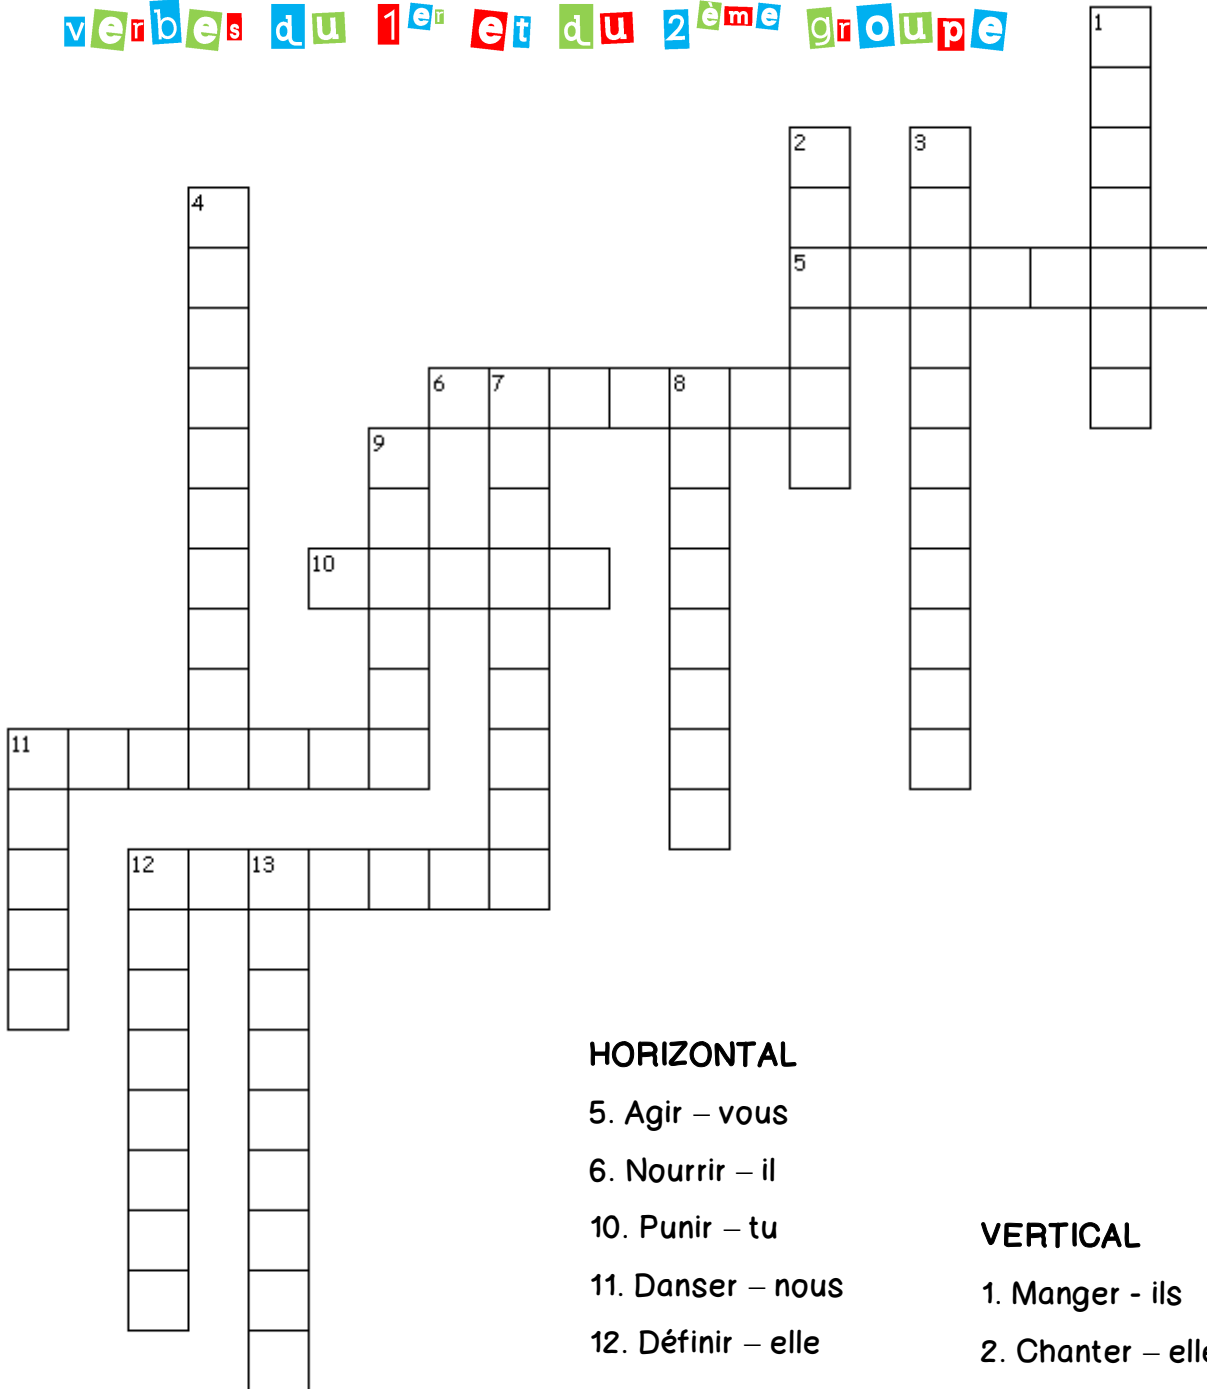 verbes du 1er et du 2ème groupe
1
2 3
4
5
6 7 8
9
10
11
12 13
HORIZONTAL
5. Agir – vous
6. Nourrir – il
10. Punir – tu
11. Danser – nous
12. Définir – elle
VERTICAL
1. Manger - ils
2. Chanter – elle